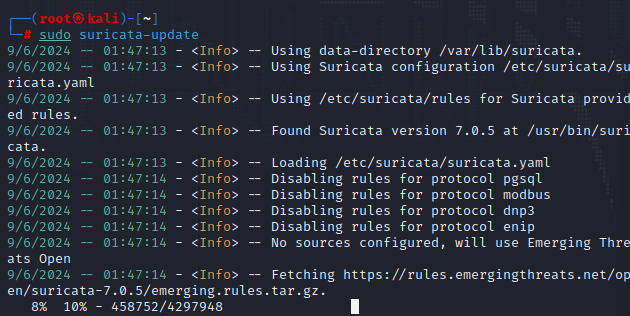 ┌──(root㉿kali)-[~]
└─# sudo suricata-update
9/6/2024 -- 01:47:13 - <Info> -- Using data-directory /var/lib/suricata.
9/6/2024 -- 01:47:13 - <Info> -- Using Suricata configuration /etc/suricata/su
ricata.yaml
9/6/2024 -- 01:47:13 - <Info> -- Using /etc/suricata/rules for Suricata provid
ed rules.
9/6/2024 -- 01:47:13 - <Info> -- Found Suricata version 7.0.5 at /usr/bin/suri
cata.
9/6/2024 -- 01:47:13 - <Info> -- Loading /etc/suricata/suricata.yaml
9/6/2024 -- 01:47:14 - <Info> -- Disabling rules for protocol pgsql
9/6/2024 -- 01:47:14 - <Info> -- Disabling rules for protocol modbus
9/6/2024 -- 01:47:14 - <Info> -- Disabling rules for protocol dnp3
9/6/2024 -- 01:47:14 - <Info> -- Disabling rules for protocol enip
9/6/2024 -- 01:47:14 - <Info> -- No sources configured, will use Emerging Thre
ats Open
9/6/2024 -- 01:47:14 - <Info> -- Fetching https://rules.emergingthreats.net/op
en/suricata-7.0.5/emerging.rules.tar.gz.
8% 10% - 458752/4297948